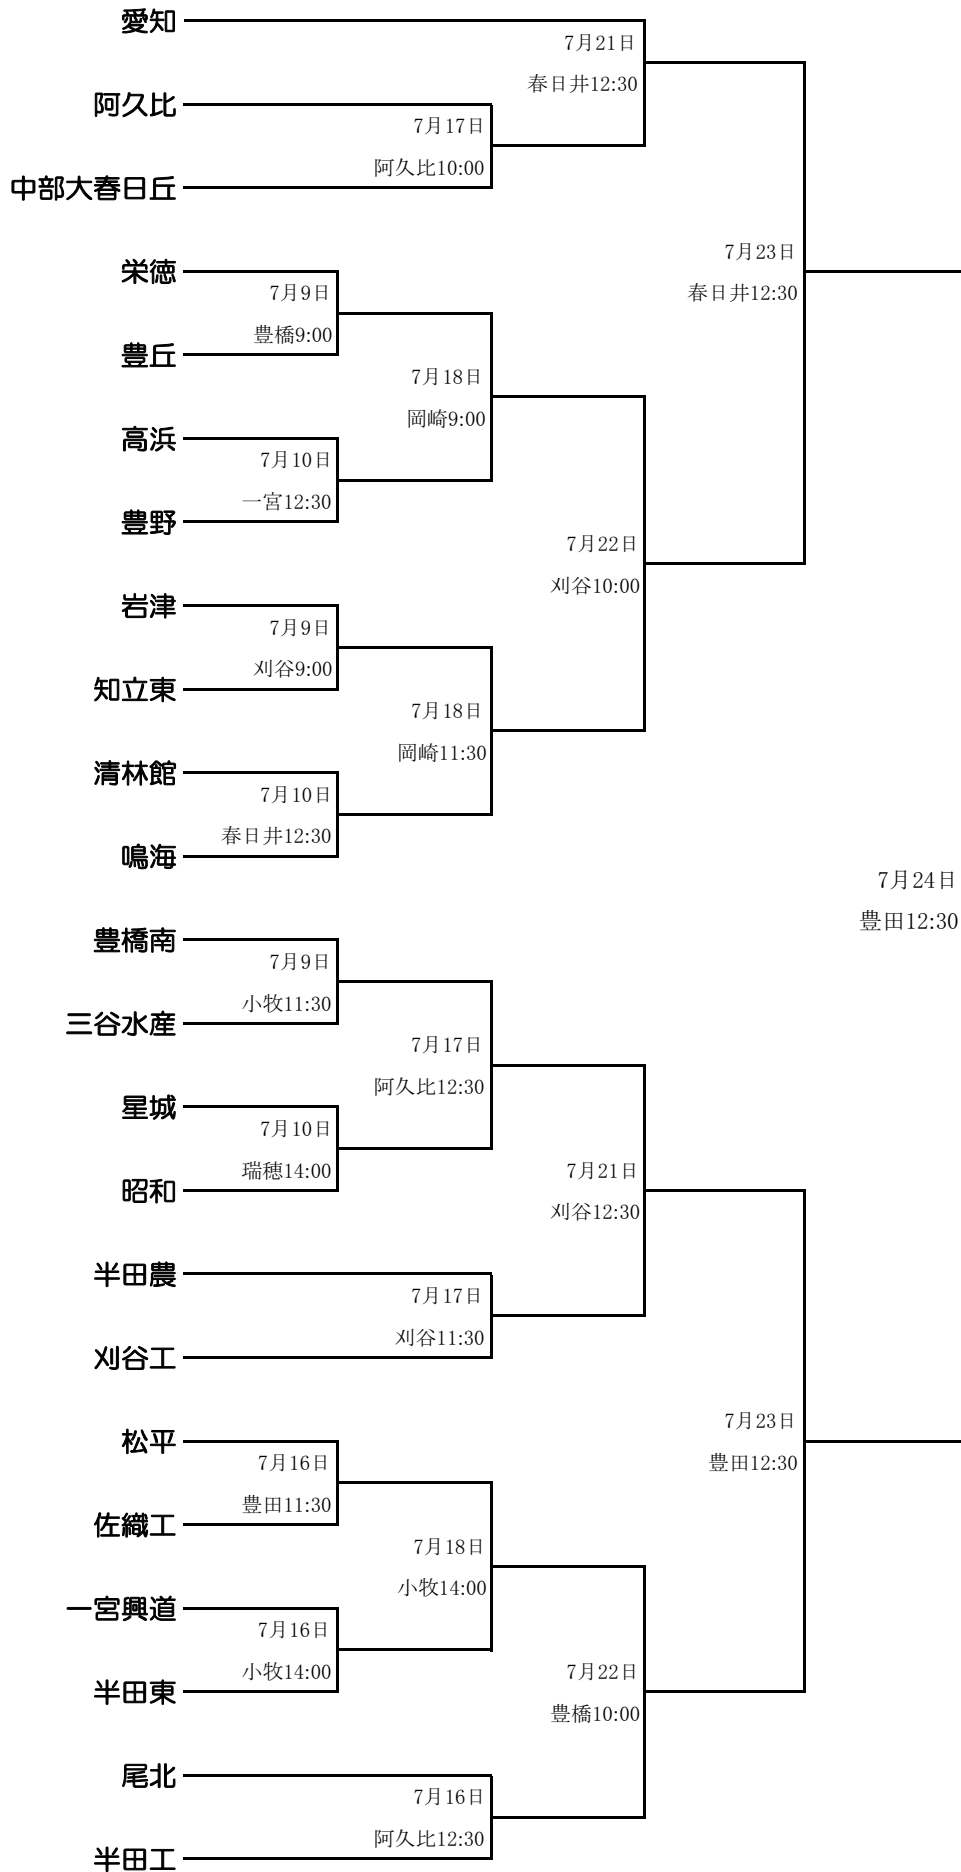 愛知
7月21日
春日井12:30
阿久比
7月17日
阿久比10:00
中部大春日丘
7月23日
春日井12:30
栄徳
7月9日
豊橋9:00
豊丘
7月18日
岡崎9:00
高浜
7月10日
一宮12:30
豊野
7月22日
刈谷10:00
岩津
7月9日
刈谷9:00
知立東
7月18日
岡崎11:30
清林館
7月10日
春日井12:30
鳴海
7月24日
豊田12:30
豊橋南
7月9日
小牧11:30
三谷水産
7月17日
阿久比12:30
星城
7月10日
瑞穂14:00
昭和
7月21日
刈谷12:30
半田農
7月17日
刈谷11:30
刈谷工
7月23日
豊田12:30
松平
7月16日
豊田11:30
佐織工
7月18日
小牧14:00
一宮興道
7月16日
小牧14:00
半田東
7月22日
豊橋10:00
尾北
7月16日
阿久比12:30
半田工